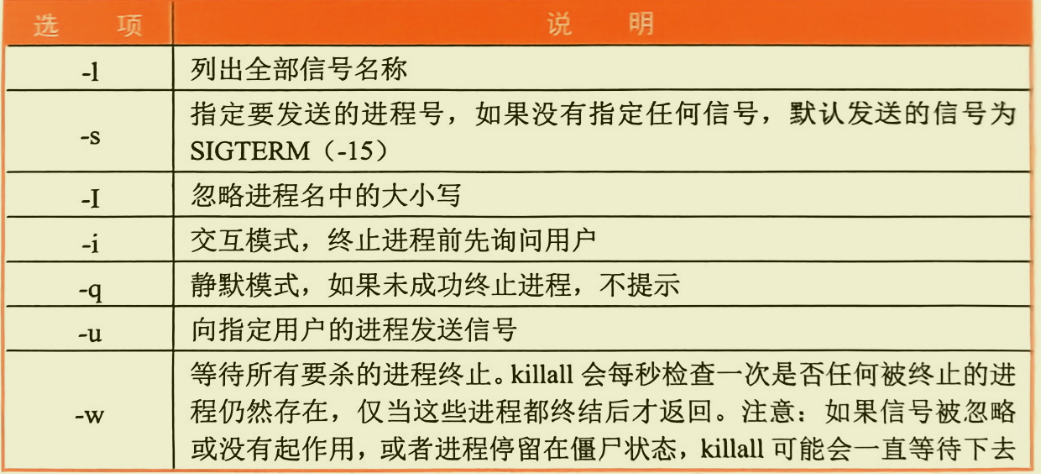 选 项 说 明
-l 列出全部信号名称
-s 指定要发送的进程号，如果没有指定任何信号，默认发送的信号为
SIGTERM（-15）
-I 忽略进程名中的大小写
-i 交互模式，终止进程前先询问用户
-q 静默模式，如果未成功终止进程，不提示
-u 向指定用户的进程发送信号
-w 等待所有要杀的进程终止。killall 会每秒检查一次是否任何被终止的进
程仍然存在，仅当这些进程都终结后才返回。注意：如果信号被忽略
或没有起作用，或者进程停留在僵尸状态，killall 可能会一直等待下去